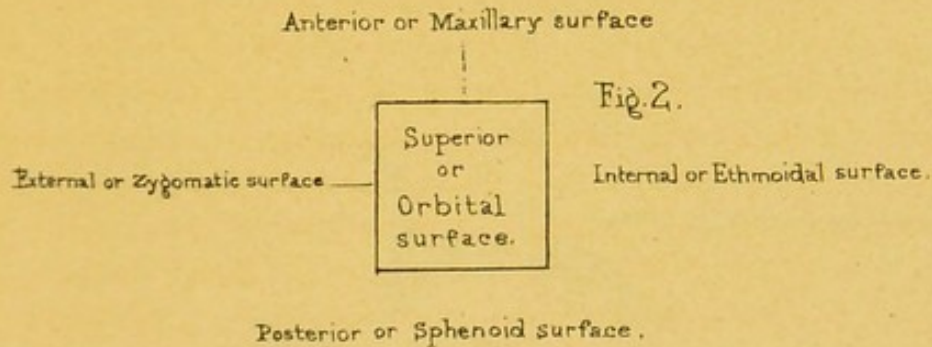 Anterior or Maxillary surface
Fig. 2.
Superior
or
Orbital
surface.
External or Zygomatic surface
Internal or Ethmoidal surface.
Posterior or Sphenoid surface.